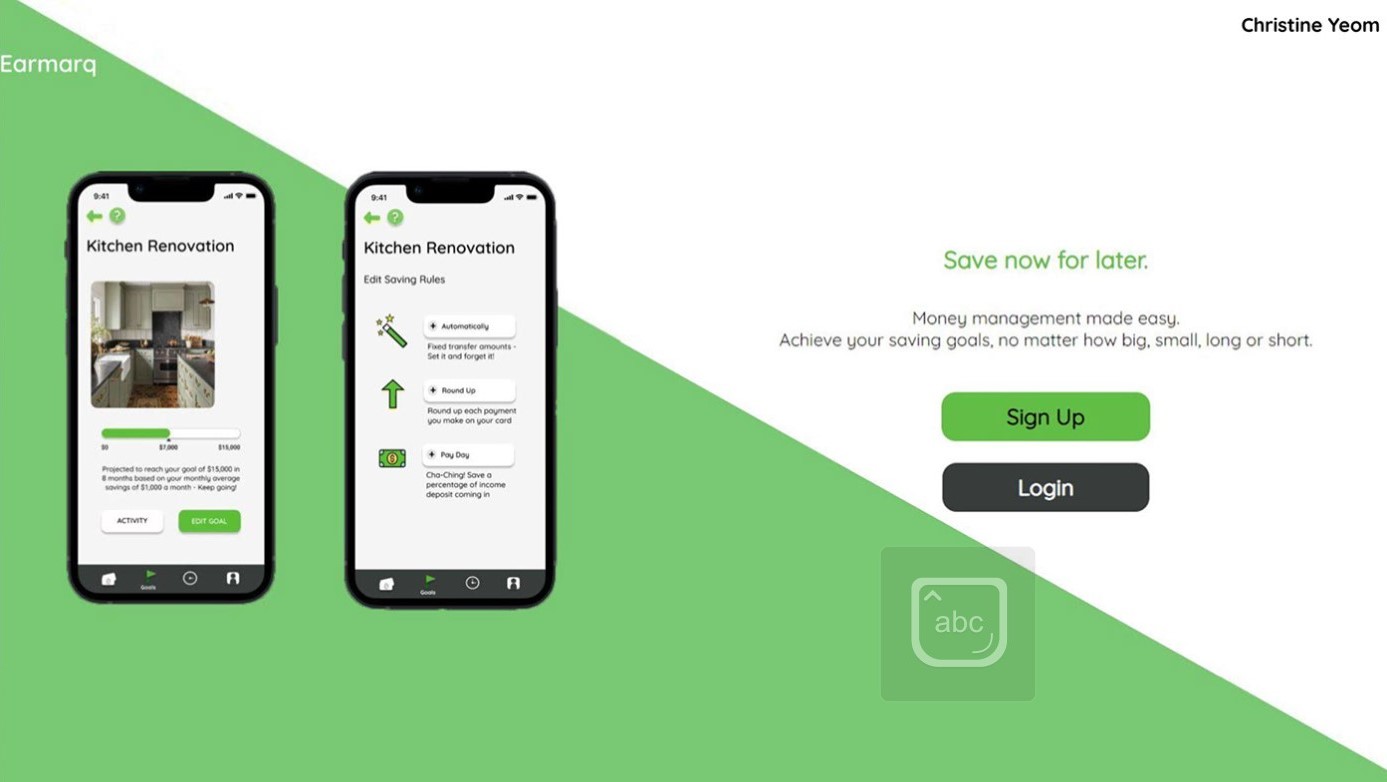 Christine Yeom
Earmarq
9:41
?
Kitchen Renovation
$0 $7,000 $15,000
Projected to reach your goal of $15,000 in
8 months based on your monthly average
savings of $1,000 a month - Keep going!
ACTIVITY
EDIT GOAL
Goals
9:41
?
Kitchen Renovation
Edit Saving Rules
+ Automatically
Fixed transfer amounts -
Set it and forget it!
+ Round Up
Round up each payment
you make on your card
$
+ Pay Day
Cha-Ching! Save a
percentage of income
deposit coming in
Goals
Save now for later.
Money management made easy.
Achieve your saving goals, no matter how big, small, long or short.
Sign Up
Login
abc